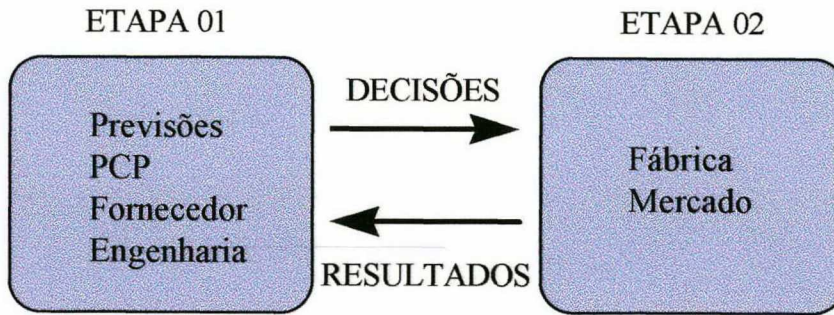 ETAPA 01
ETAPA 02
Previsões
PCP
Fornecedor
Engenharia
DECISÕES
RESULTADOS
Fábrica
Mercado